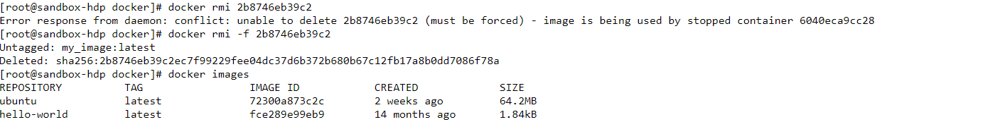 [root@sandbox-hdp docker]# docker rmi 2b8746eb39c2
Error response from daemon: conflict: unable to delete 2b8746eb39c2 (must be forced) - image is being used by stopped container 6040eca9cc28
[root@sandbox-hdp docker]# docker rmi -f 2b8746eb39c2
Untagged: my_image:latest
Deleted: sha256:2b8746eb39c2ec7f99229fee04dc37d6b372b680b67c12fb17a8b0dd7086f78a
[root@sandbox-hdp docker]# docker images
REPOSITORY          TAG                 IMAGE ID            CREATED             SIZE
ubuntu              latest              72300a873c2c        2 weeks ago         64.2MB
hello-world         latest              fce289e99eb9        14 months ago       1.84kB